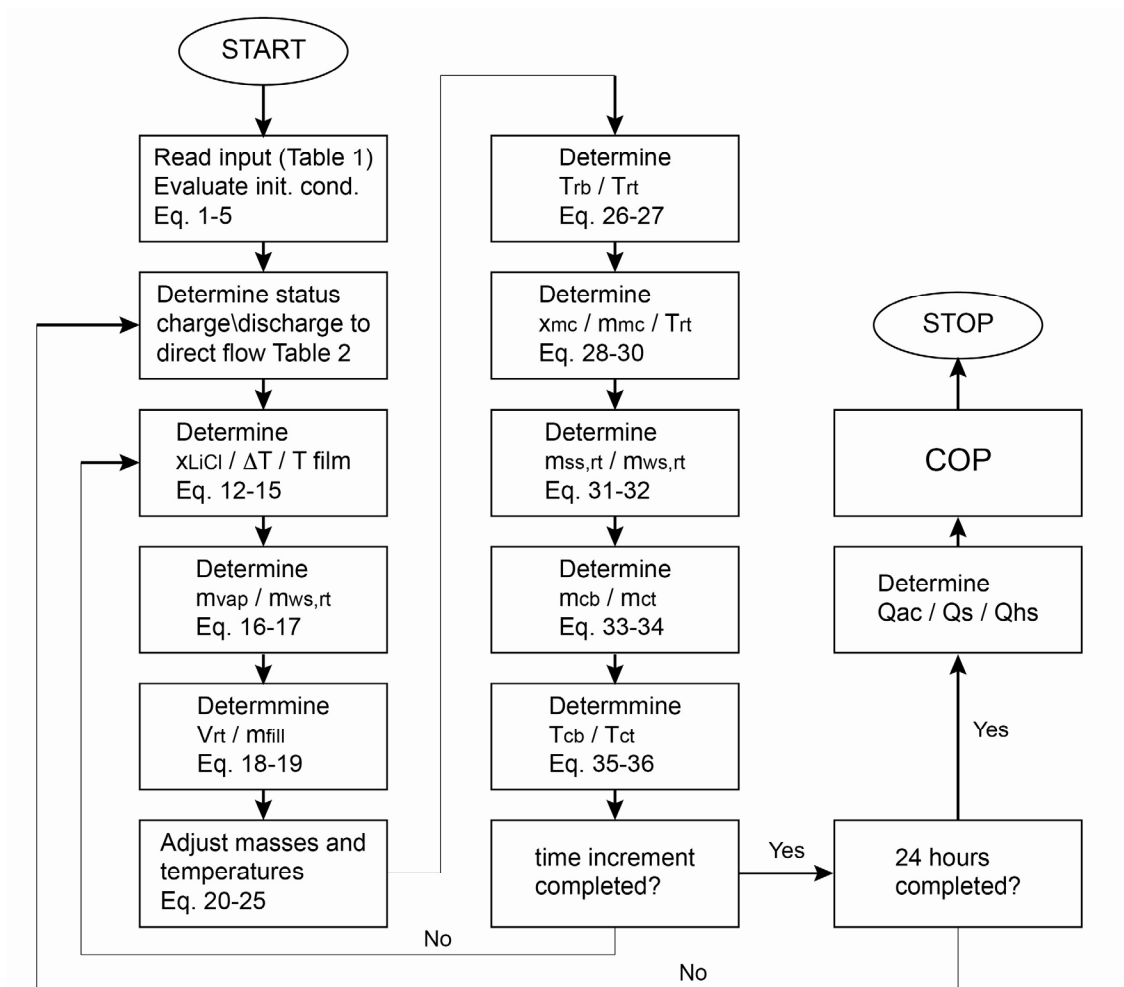 START
Read input (Table 1)
Evaluate init. cond.
Eq. 1-5
Determine status
charge\discharge to
direct flow Table 2
Determine
xLiCl / ΔT / T film
Eq. 12-15
Determine
mvap / mws,rt
Eq. 16-17
Determmine
Vrt / mfill
Eq. 18-19
Adjust masses and
temperatures
Eq. 20-25
Determine
Trb / Trt
Eq. 26-27
Determine
xmc / mmc / Trt
Eq. 28-30
Determine
mss,rt / mws,rt
Eq. 31-32
Determine
mcb / mct
Eq. 33-34
Determmine
Tcb / Tct
Eq. 35-36
time increment
completed?
Yes
No
24 hours
completed?
Yes
No
Determine
Qac / Qs / Qhs
COP
STOP